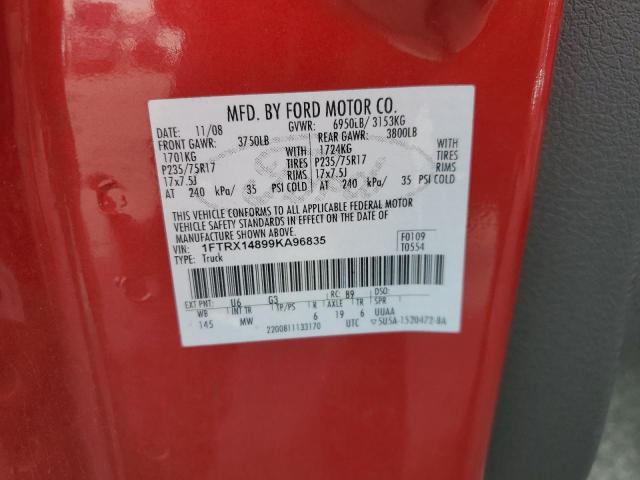 MFD. BY FORD MOTOR CO.
DATE: 11/08 GVWR: 6950LB/ 3153KG
FRONT GAWR: 3750LB REAR GAWR: 3800LB
1701KG WITH 1724KG WITH
P235/75R17 TIRES P235/75R17 TIRES
17x7.5J RIMS 17x7.5J RIMS
AT 240 kPa/ 35 PSI COLD AT 240 kPa/ 35 PSI COLD
THIS VEHICLE CONFORMS TO ALL APPLICABLE FEDERAL MOTOR
VEHICLE SAFETY STANDARDS IN EFFECT ON THE DATE OF
MANUFACTURE SHOWN ABOVE.
VIN: 1FTRX14899KA96835 F0109
TYPE: Truck T0554
EXT PNT: U6 G3 RC: 89 DSO:
WB INT TR TP/PS R AXLE TR SPR
145 MW 6 19 6 UUAA
2200811133170 UTC 5U5A-1520472-BA